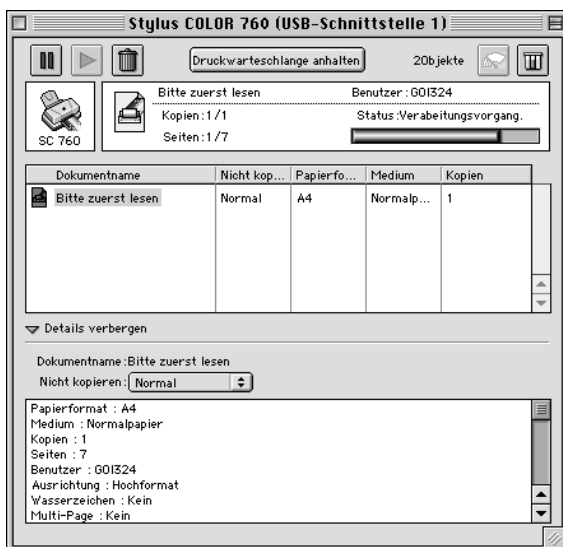 Stylus COLOR 760 (USB-Schnittstelle 1)
Druckwarteschlange anhalten
20bjekte
SC 760
Bitte zuerst lesen
Benutzer :GOI324
Kopien:1/1
Status :Verabeitungsvorgang.
Seiten:1/7
Dokumentname Nicht kop... Papierfo... Medium Kopien
Bitte zuerst lesen Normal A4 Normalp... 1
Details verbergen
Dokumentname :Bitte zuerst lesen
Nicht kopieren: Normal
Papierformat : A4
Medium : Normalpapier
Kopien : 1
Seiten : 7
Benutzer : GOI324
Ausrichtung : Hochformat
Wasserzeichen : Kein
Multi-Page : Kein